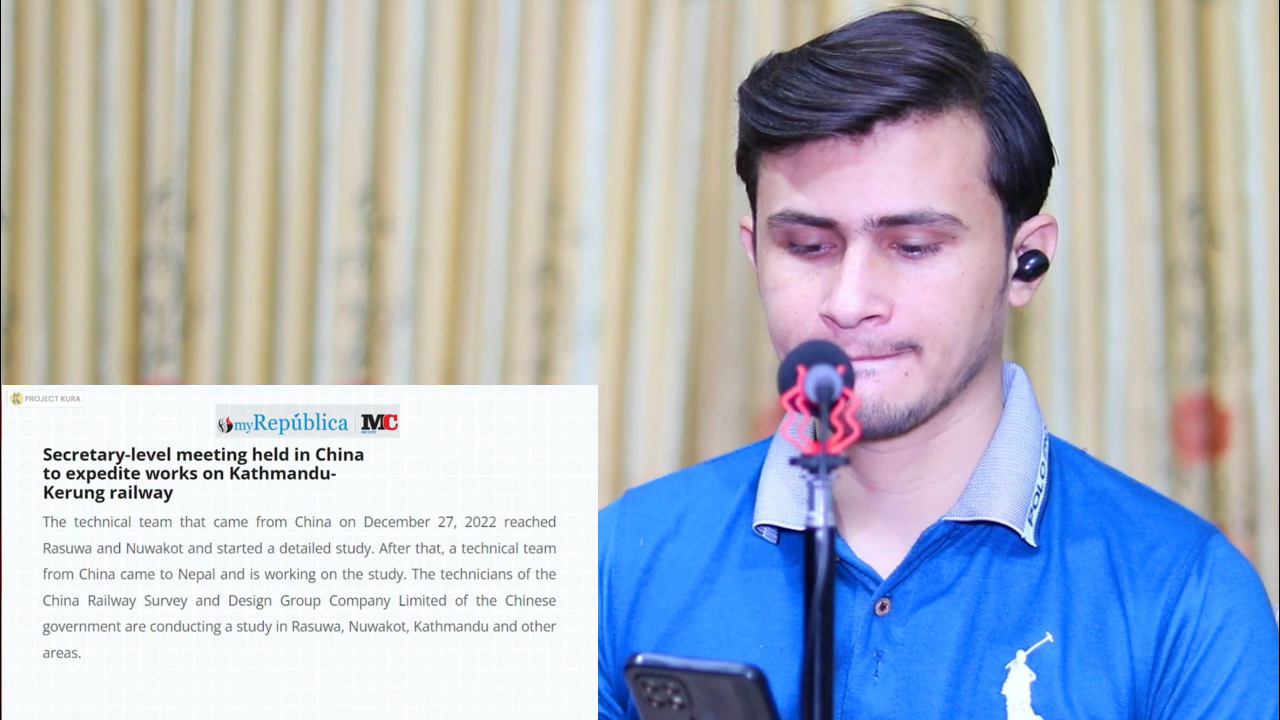 PROJECT KURA
myRepública MC
Secretary-level meeting held in China
to expedite works on Kathmandu-
Kerung railway
The technical team that came from China on December 27, 2022 reached
Rasuwa and Nuwakot and started a detailed study. After that, a technical team
from China came to Nepal and is working on the study. The technicians of the
China Railway Survey and Design Group Company Limited of the Chinese
government are conducting a study in Rasuwa, Nuwakot, Kathmandu and other
areas.
POLO